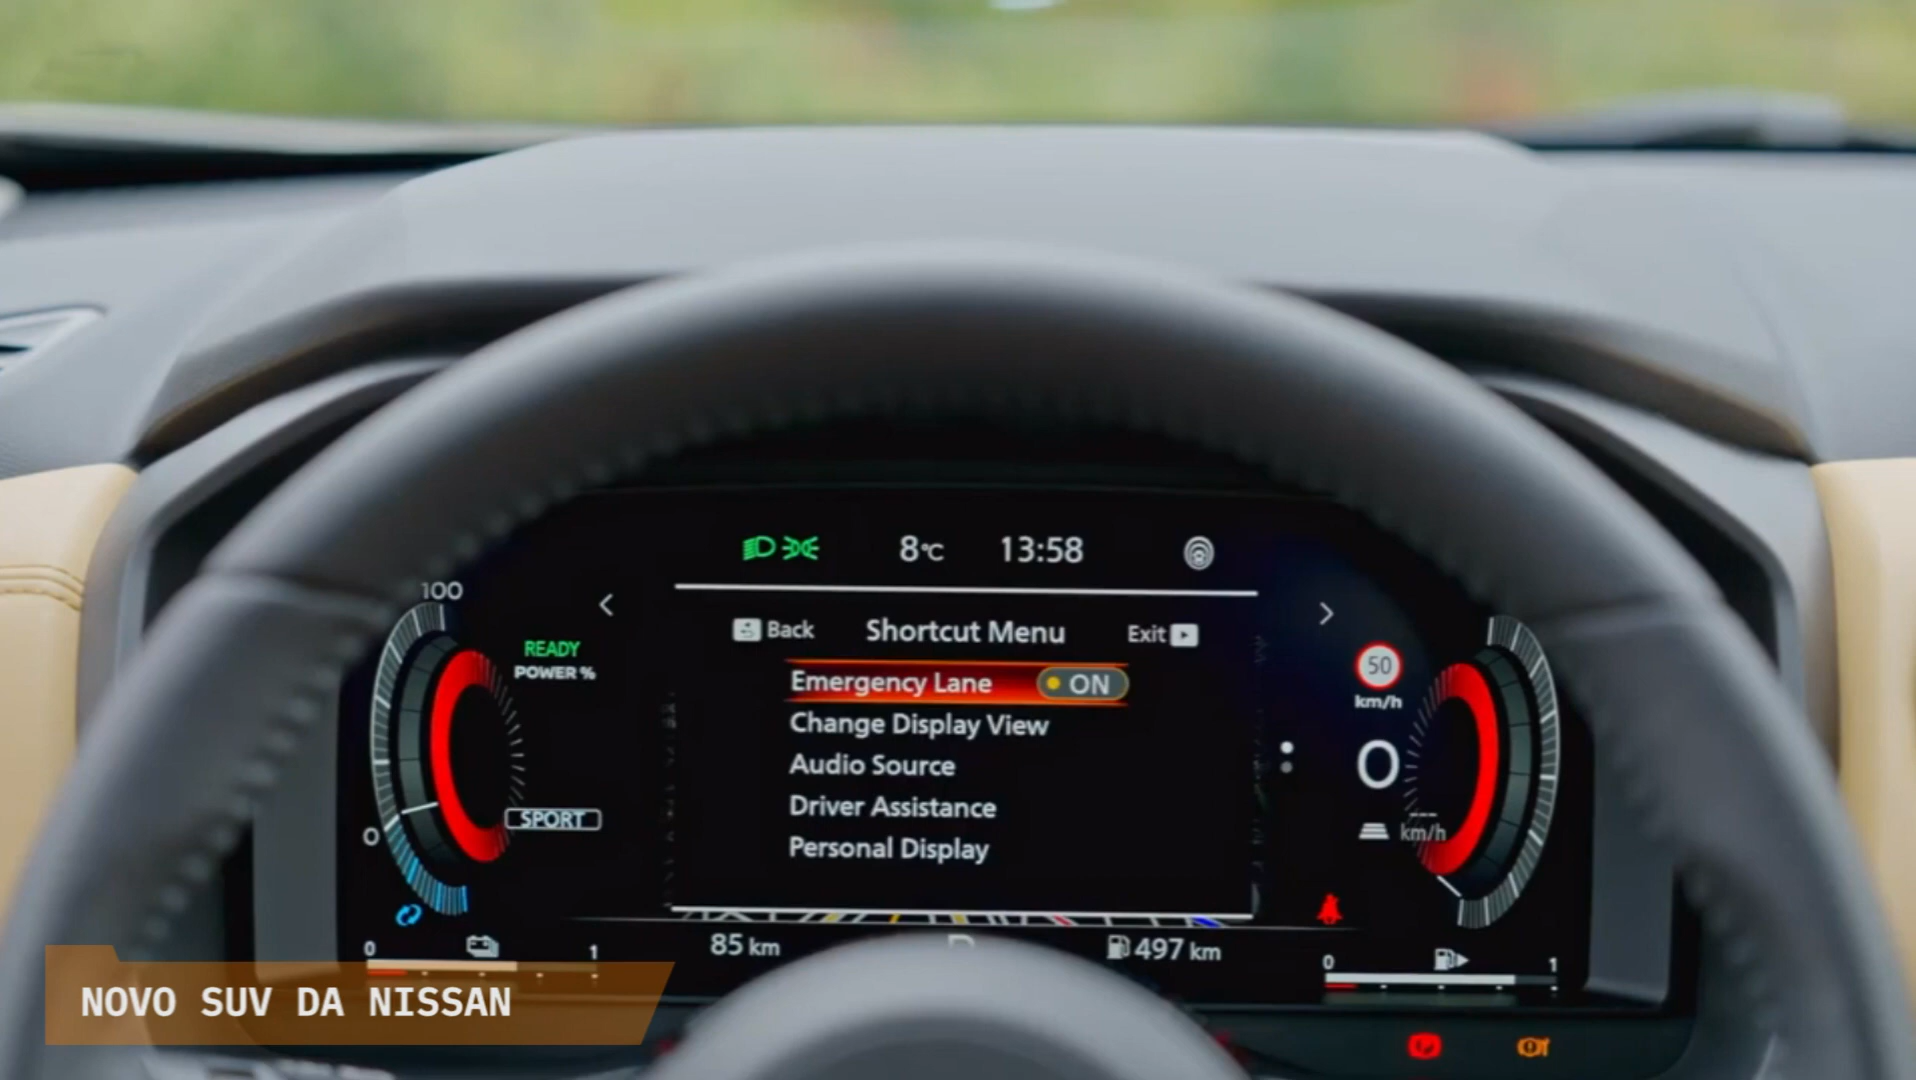 8°C 13:58
100
Back Shortcut Menu Exit
READY
POWER %
50
km/h
Emergency Lane ON
Change Display View
Audio Source
Driver Assistance
Personal Display
0
SPORT
0
--- km/h
0 1
85 km
497 km
0 1
NOVO SUV DA NISSAN